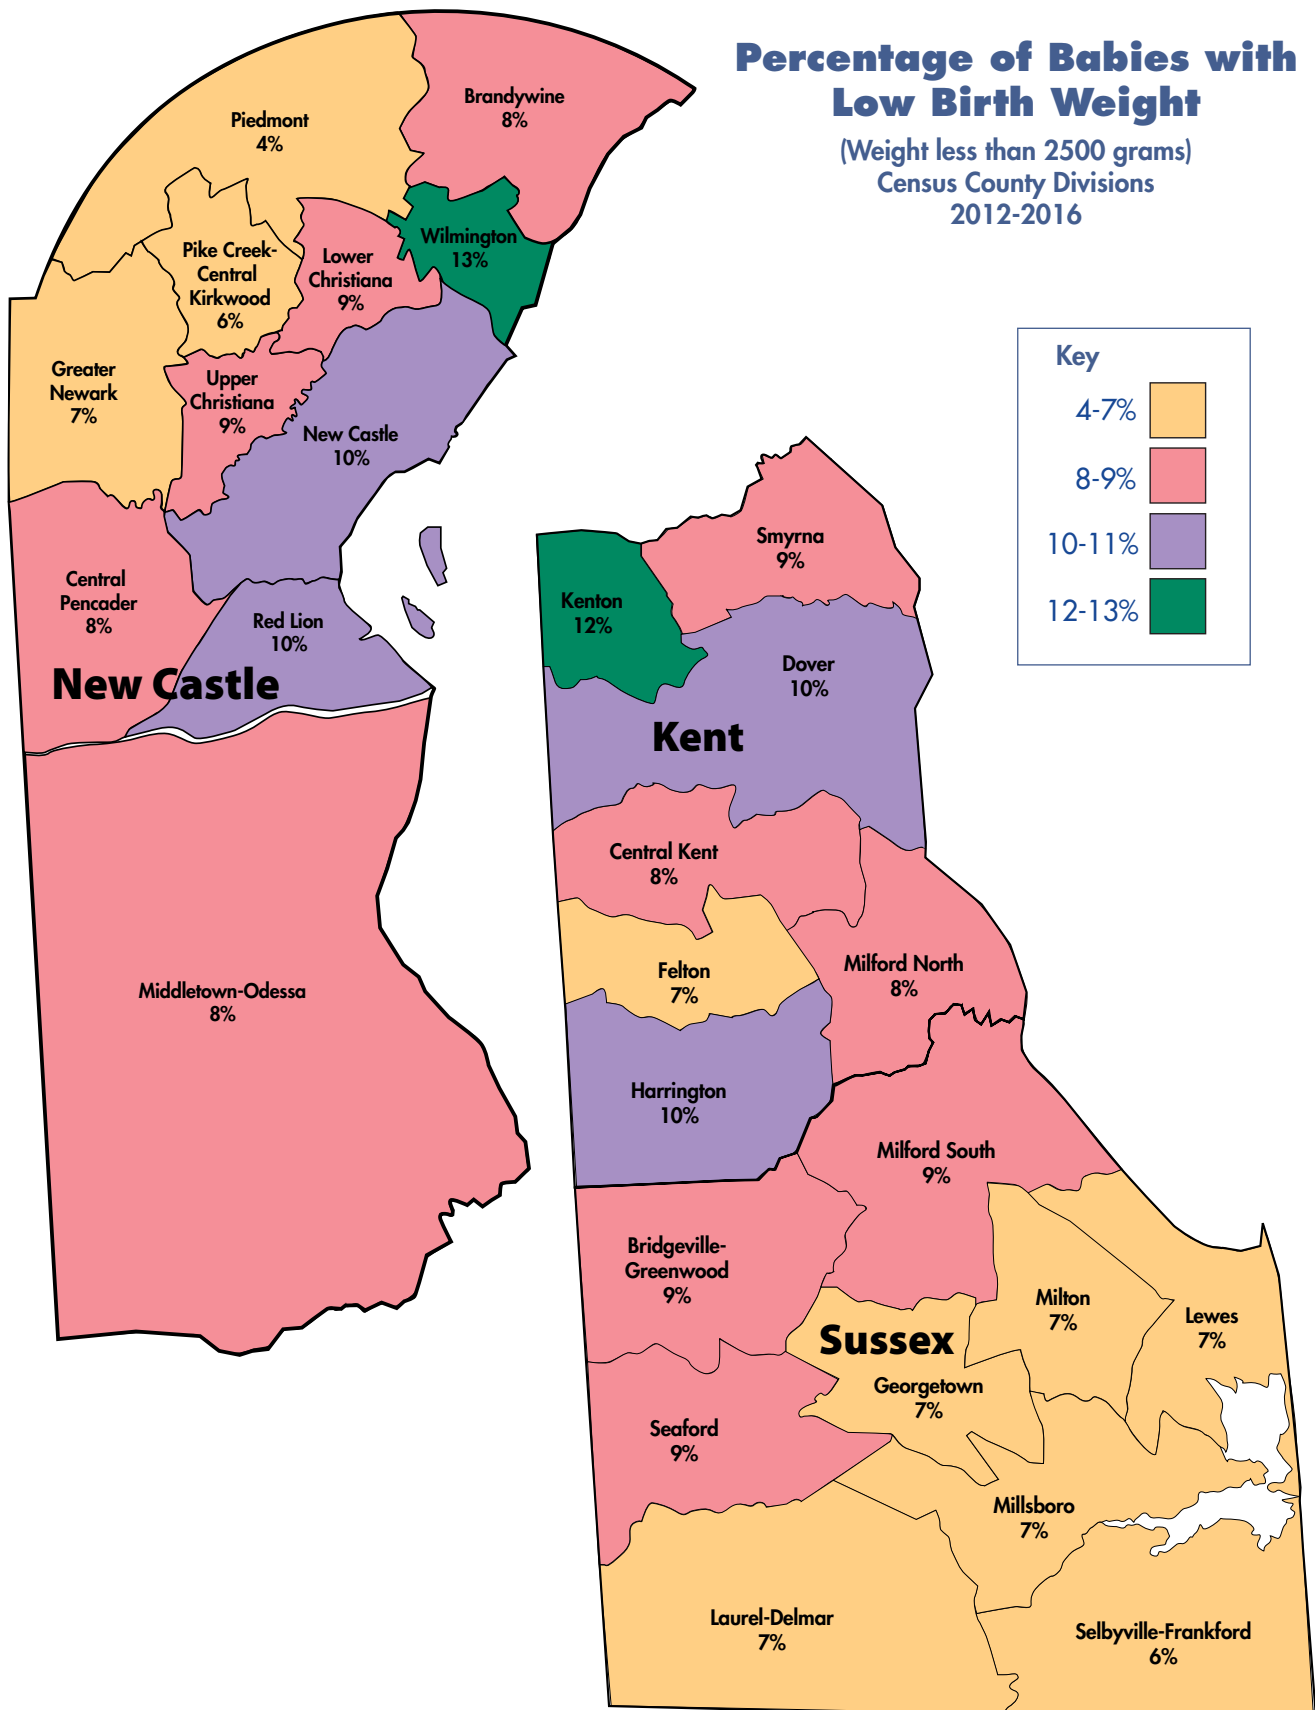 Percentage of Babies with
Low Birth Weight
(Weight less than 2500 grams)
Census County Divisions
2012-2016
Key
4-7%
8-9%
10-11%
12-13%
Brandywine
8%
Piedmont
4%
Wilmington
13%
Pike Creek-
Central
Kirkwood
6%
Lower
Christiana
9%
Greater
Newark
7%
Upper
Christiana
9%
New Castle
10%
Central
Pencader
8%
Red Lion
10%
New Castle
Middletown-Odessa
8%
Smyrna
9%
Kenton
12%
Dover
10%
Kent
Central Kent
8%
Felton
7%
Milford North
8%
Harrington
10%
Milford South
9%
Bridgeville-
Greenwood
9%
Milton
7%
Lewes
7%
Sussex
Georgetown
7%
Seaford
9%
Millsboro
7%
Laurel-Delmar
7%
Selbyville-Frankford
6%